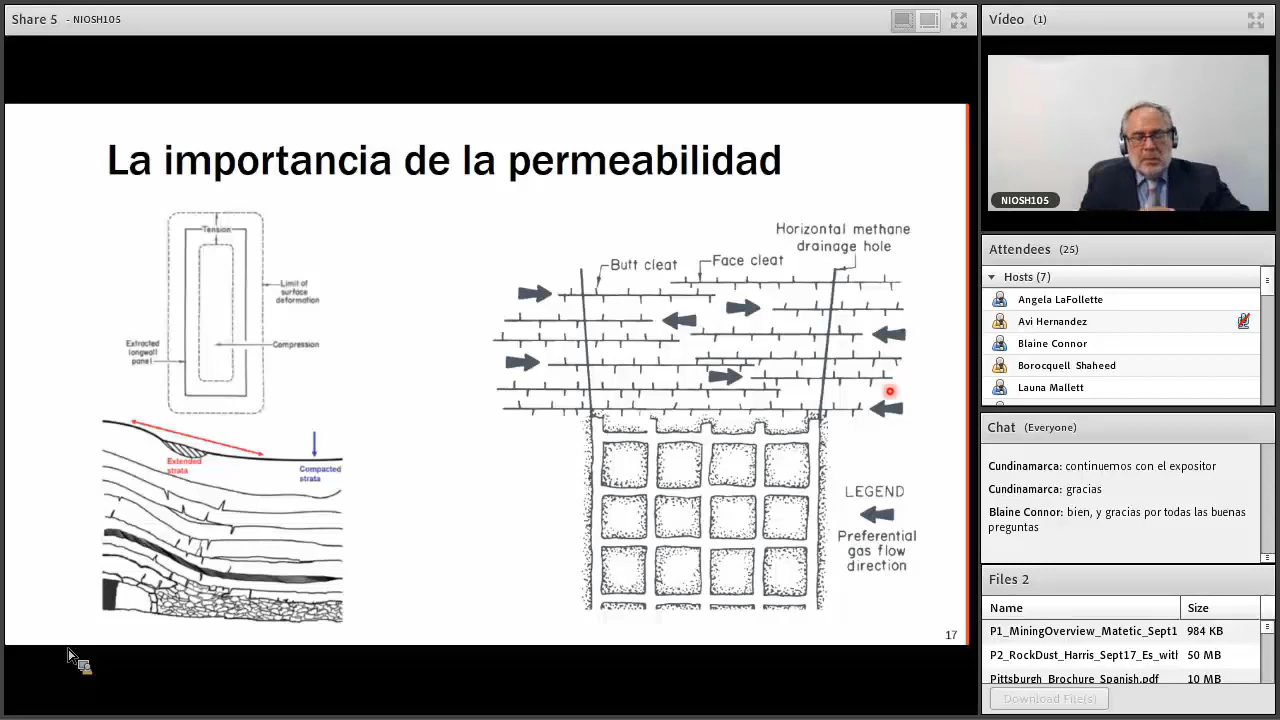 Share 5 - NIOSH105
La importancia de la permeabilidad
Tension
Limit of
surface
deformation
Extracted
longwall
panel
Compression
Extended
strata
Compacted
strata
Horizontal methane
drainage hole
Butt cleat
Face cleat
LEGEND
Preferential
gas flow
direction
17
Vídeo (1)
NIOSH105
Attendees (25)
Hosts (7)
Angela LaFollette
Avi Hernandez
Blaine Connor
Borocquell Shaheed
Launa Mallett
Chat (Everyone)
Cundinamarca: continuemos con el expositor
Cundinamarca: gracias
Blaine Connor: bien, y gracias por todas las buenas
preguntas
Files 2
Name Size
P1_MiningOverview_Matetic_Sept1 984 KB
P2_RockDust_Harris_Sept17_Es_with 50 MB
Pittsburgh_Brochure_Spanish.pdf 10 MB
Download File(s)